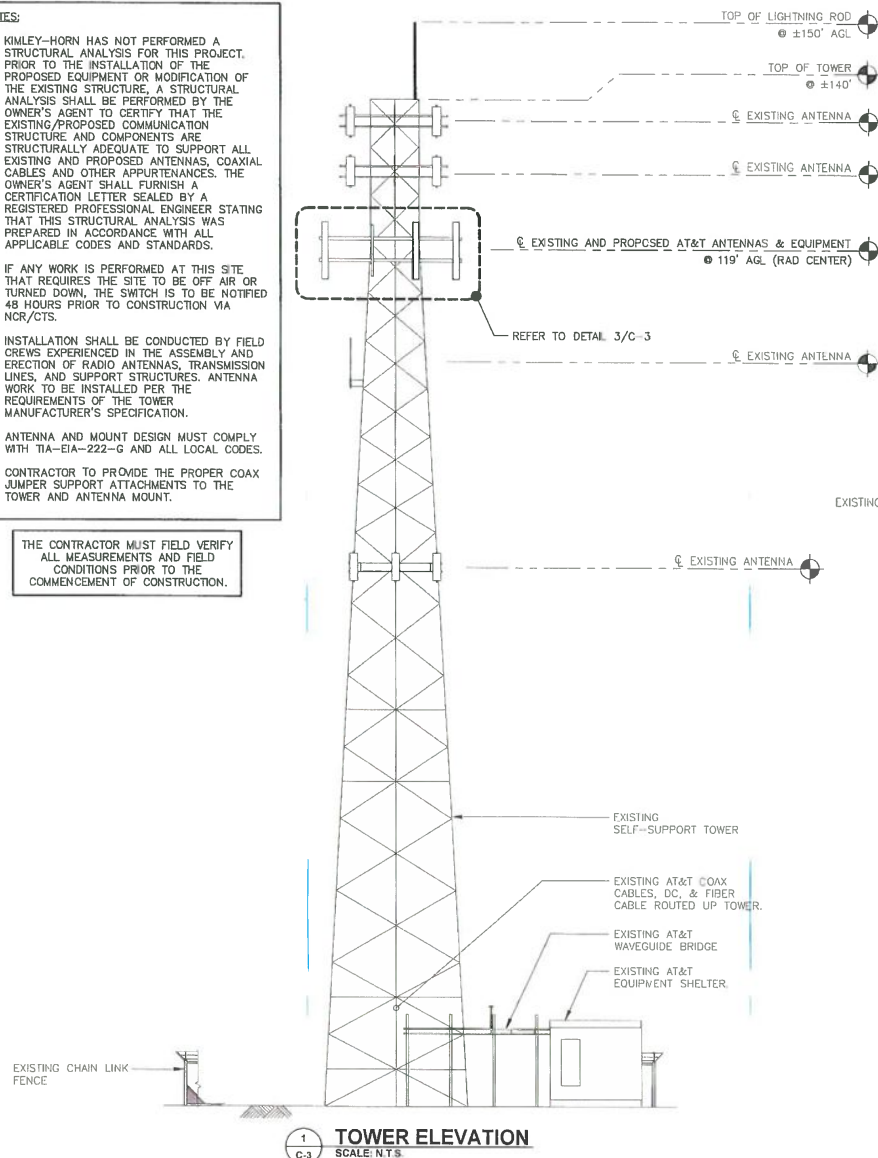 TES:
KIMLEY-HORN HAS NOT PERFORMED A
STRUCTURAL ANALYSIS FOR THIS PROJECT.
PRIOR TO THE INSTALLATION OF THE
PROPOSED EQUIPMENT OR MODIFICATION OF
THE EXISTING STRUCTURE, A STRUCTURAL
ANALYSIS SHALL BE PERFORMED BY THE
OWNER'S AGENT TO CERTIFY THAT THE
EXISTING/PROPOSED COMMUNICATION
STRUCTURE AND COMPONENTS ARE
STRUCTURALLY ADEQUATE TO SUPPORT ALL
EXISTING AND PROPOSED ANTENNAS, COAXIAL
CABLES AND OTHER APPURTENANCES. THE
OWNER'S AGENT SHALL FURNISH A
CERTIFICATION LETTER SEALED BY A
REGISTERED PROFESSIONAL ENGINEER STATING
THAT THIS STRUCTURAL ANALYSIS WAS
PREPARED IN ACCORDANCE WITH ALL
APPLICABLE CODES AND STANDARDS.
IF ANY WORK IS PERFORMED AT THIS SITE
THAT REQUIRES THE SITE TO BE OFF AIR OR
TURNED DOWN, THE SWITCH IS TO BE NOTIFIED
48 HOURS PRIOR TO CONSTRUCTION VIA
NCR/CTS.
INSTALLATION SHALL BE CONDUCTED BY FIELD
CREWS EXPERIENCED IN THE ASSEMBLY AND
ERECTION OF RADIO ANTENNAS, TRANSMISSION
LINES, AND SUPPORT STRUCTURES. ANTENNA
WORK TO BE INSTALLED PER THE
REQUIREMENTS OF THE TOWER
MANUFACTURER'S SPECIFICATION.
ANTENNA AND MOUNT DESIGN MUST COMPLY
WITH TIA-EIA-222-G AND ALL LOCAL CODES.
CONTRACTOR TO PROVIDE THE PROPER COAX
JUMPER SUPPORT ATTACHMENTS TO THE
TOWER AND ANTENNA MOUNT.
THE CONTRACTOR MUST FIELD VERIFY
ALL MEASUREMENTS AND FIELD
CONDITIONS PRIOR TO THE
COMMENCEMENT OF CONSTRUCTION.
TOP OF LIGHTNING ROD
@ ±150' AGL
TOP OF TOWER
@ ±140'
℄ EXISTING ANTENNA
℄ EXISTING ANTENNA
℄ EXISTING AND PROPOSED AT&T ANTENNAS & EQUIPMENT
@ 119' AGL (RAD CENTER)
REFER TO DETAIL 3/C-3
℄ EXISTING ANTENNA
EXISTING
℄ EXISTING ANTENNA
EXISTING
SELF-SUPPORT TOWER
EXISTING AT&T COAX
CABLES, DC, & FIBER
CABLE ROUTED UP TOWER.
EXISTING AT&T
WAVEGUIDE BRIDGE
EXISTING AT&T
EQUIPMENT SHELTER.
EXISTING CHAIN LINK
FENCE
1
C-3
TOWER ELEVATION
SCALE: N.T.S.